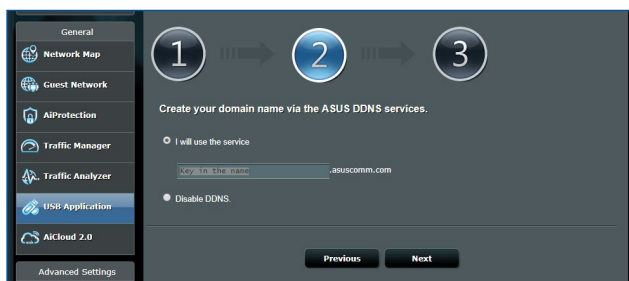 General
Network Map
Guest Network
AiProtection
Traffic Manager
Traffic Analyzer
USB Application
AiCloud 2.0
Advanced Settings
1 2 3
Create your domain name via the ASUS DDNS services.
I will use the service
Key in the name .asuscomm.com
Disable DDNS.
Previous Next